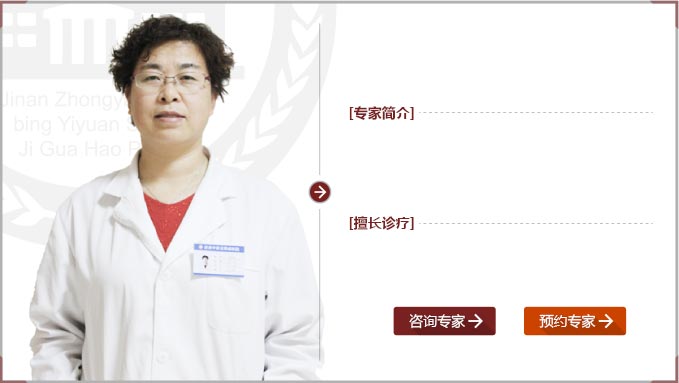 Jinan Zhongy
bing Yiyuan
Ji Gua Hao P
[专家简介]
[擅长诊疗]
咨询专家
预约专家